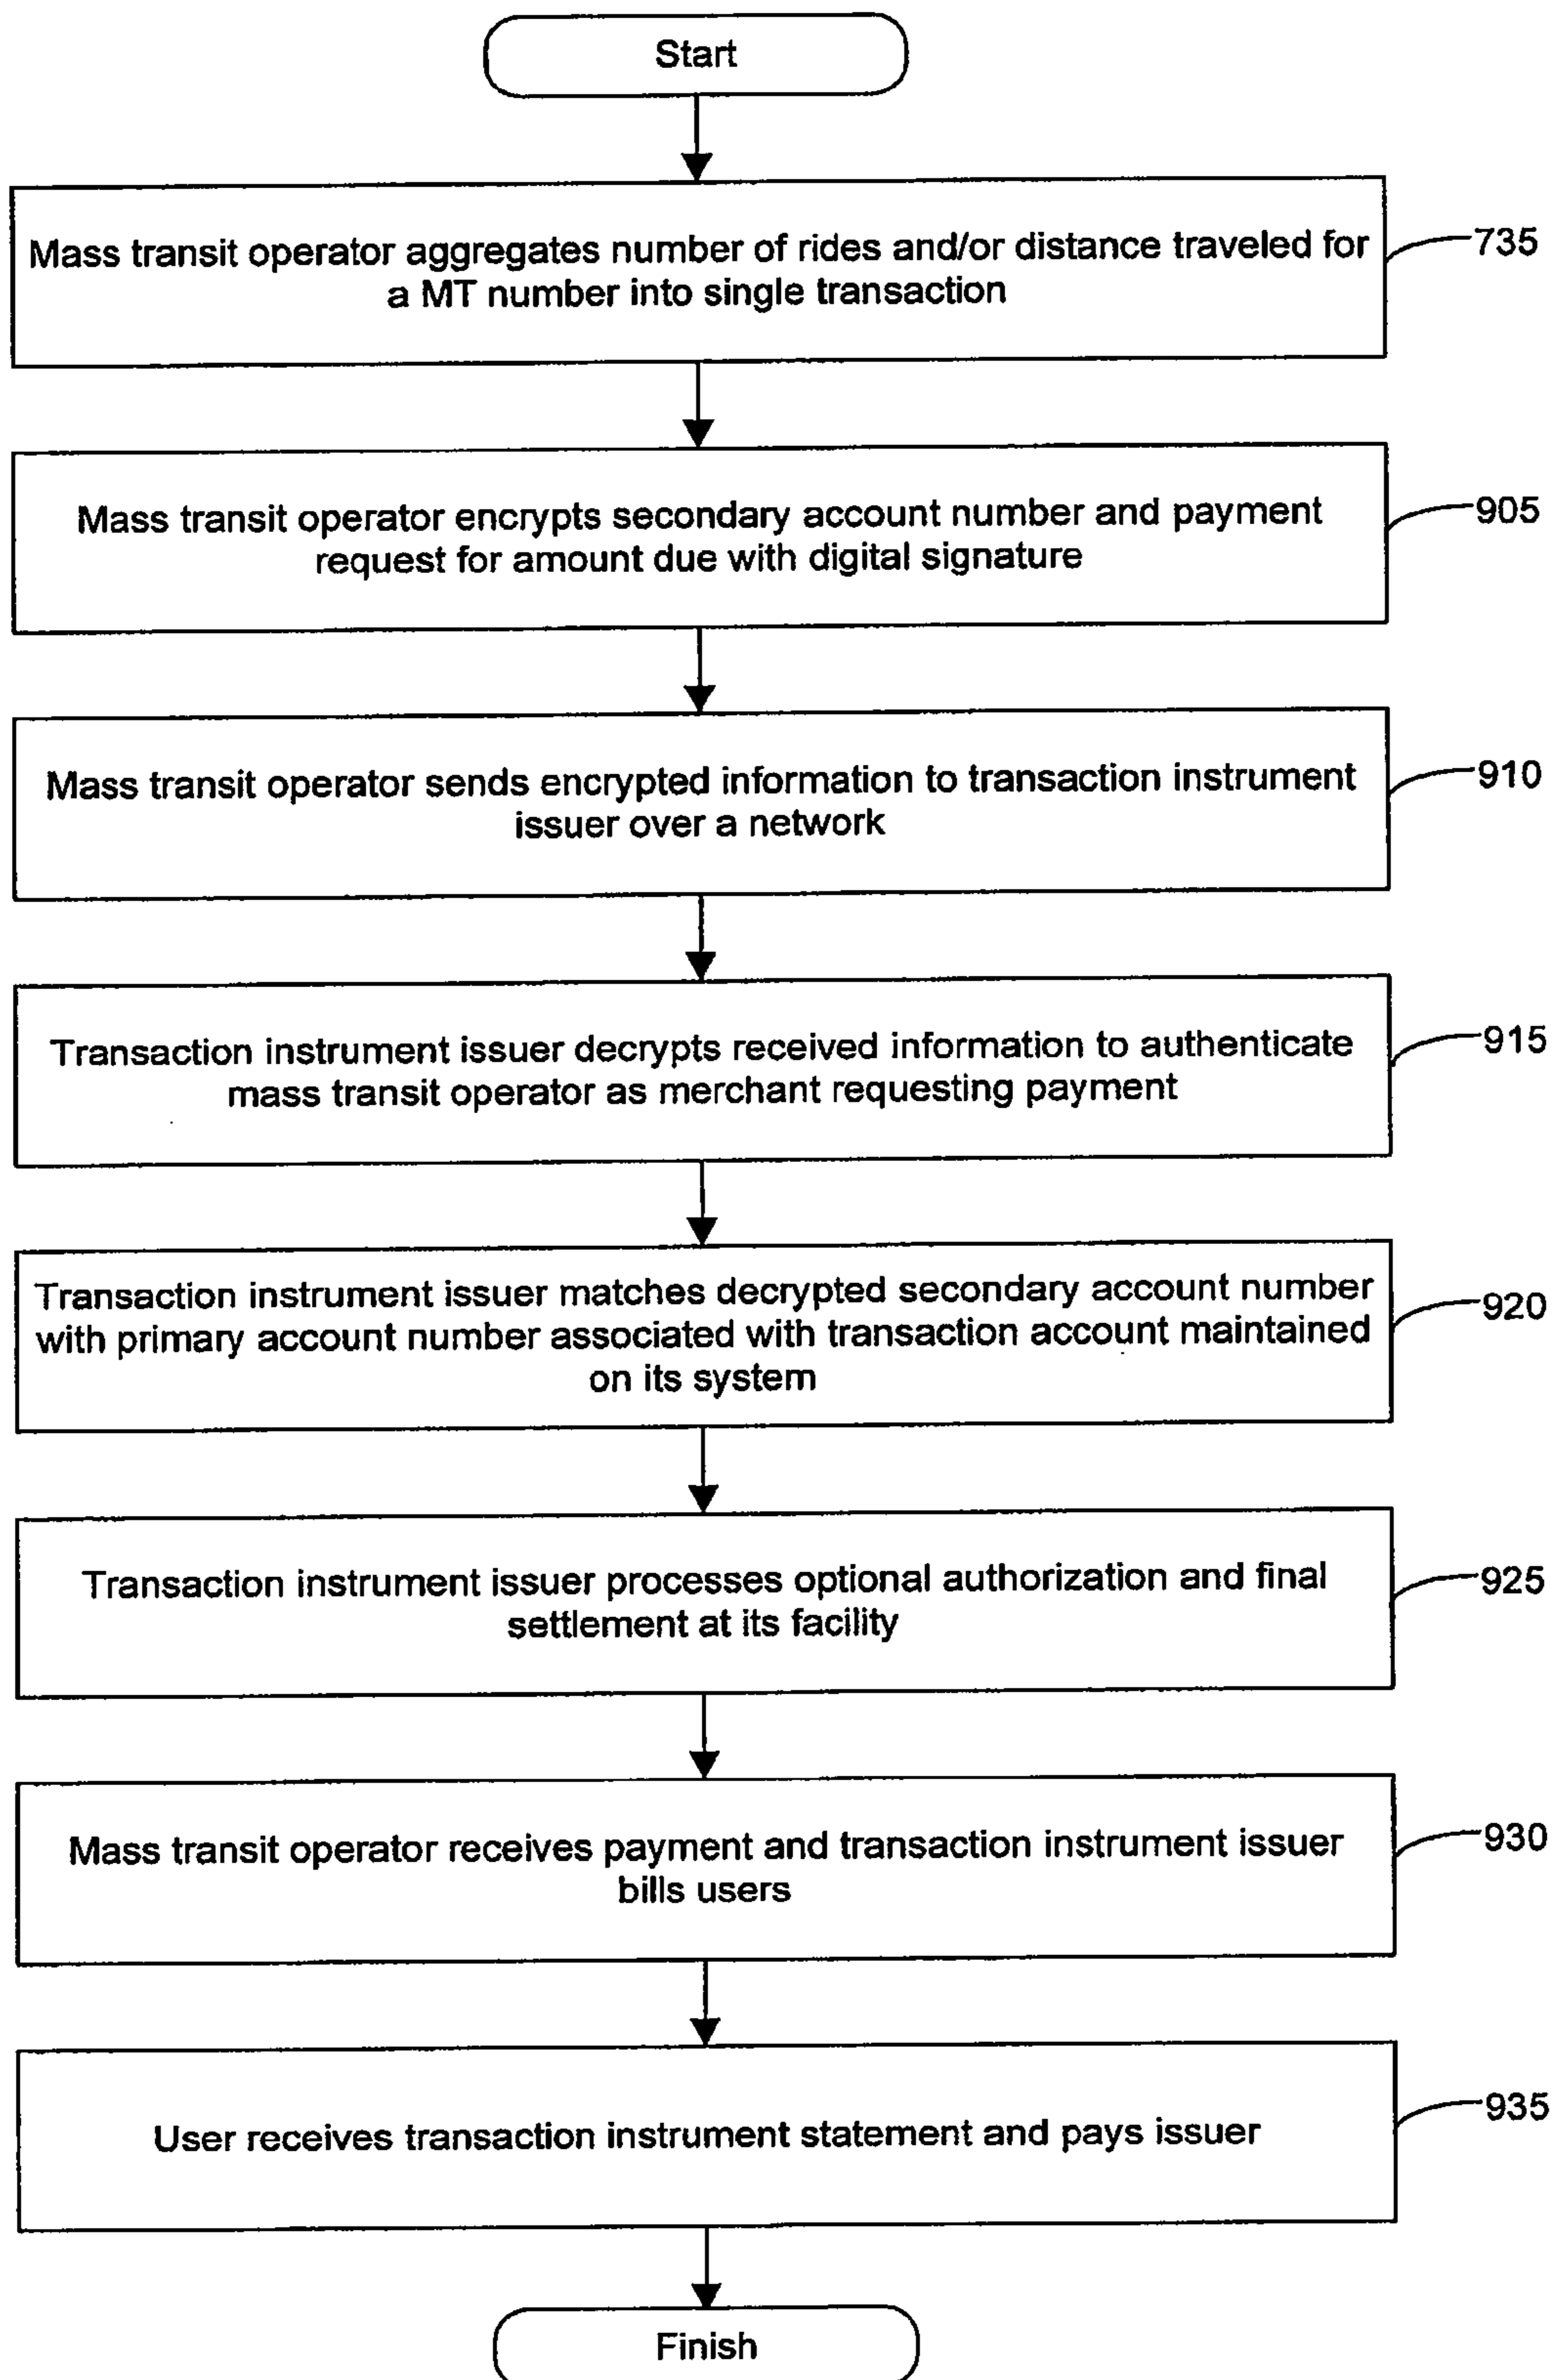 Start
Mass transit operator aggregates number of rides and/or distance traveled for
a MT number into single transaction
735
Mass transit operator encrypts secondary account number and payment
request for amount due with digital signature
905
Mass transit operator sends encrypted information to transaction instrument
issuer over a network
910
Transaction instrument issuer decrypts received information to authenticate
mass transit operator as merchant requesting payment
915
Transaction instrument issuer matches decrypted secondary account number
with primary account number associated with transaction account maintained
on its system
920
Transaction instrument issuer processes optional authorization and final
settlement at its facility
925
Mass transit operator receives payment and transaction instrument issuer
bills users
930
User receives transaction instrument statement and pays issuer
935
Finish